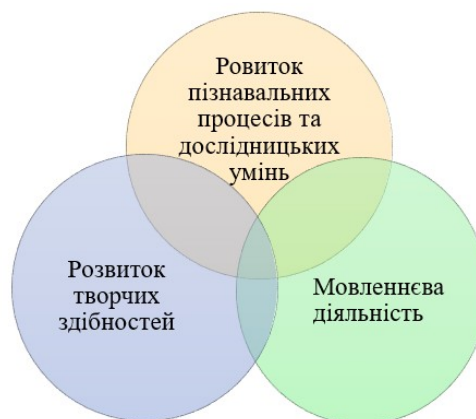 Ровиток
пізнавальних
процесів та
дослідницьких
умінь
Розвиток
творчих
здібностей
Мовленнєва
діяльність